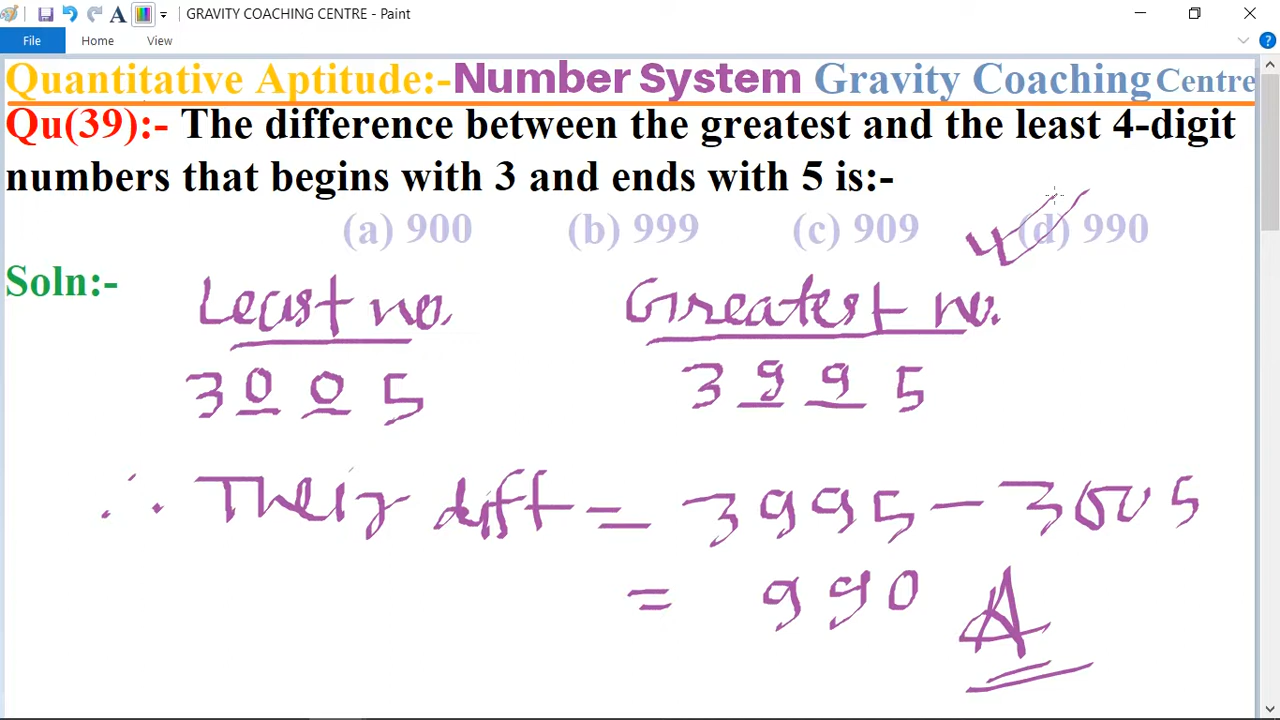 GRAVITY COACHING CENTRE - Paint
File Home View
Quantitative Aptitude:-Number System Gravity Coaching Centre
Qu(39):- The difference between the greatest and the least 4-digit
numbers that begins with 3 and ends with 5 is:-
(a) 900 (b) 999 (c) 909 (d) 990
Soln:-
Least no. Greatest no.
3005 3995
∴ Their diff = 3995 - 3005
= 990 A